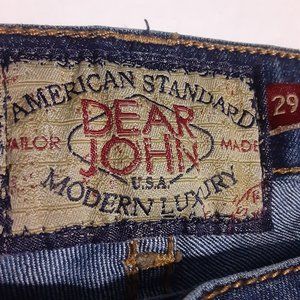 AMERICAN STANDARD
DEAR
TAILOR JOHN MADE
U.S.A.
MODERN LUXURY
29